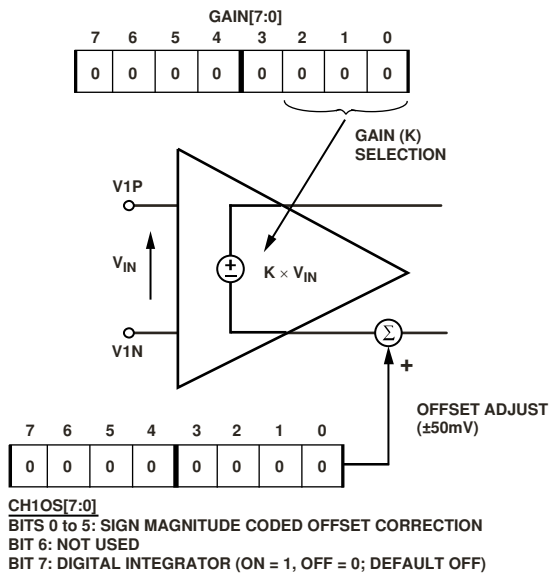 GAIN[7:0]
7 6 5 4 3 2 1 0
0 0 0 0 0 0 0 0
GAIN (K)
SELECTION
V1P
VIN
K × VIN
V1N
Σ
+
OFFSET ADJUST
(±50mV)
7 6 5 4 3 2 1 0
0 0 0 0 0 0 0 0
CH1OS[7:0]
BITS 0 to 5: SIGN MAGNITUDE CODED OFFSET CORRECTION
BIT 6: NOT USED
BIT 7: DIGITAL INTEGRATOR (ON = 1, OFF = 0; DEFAULT OFF)